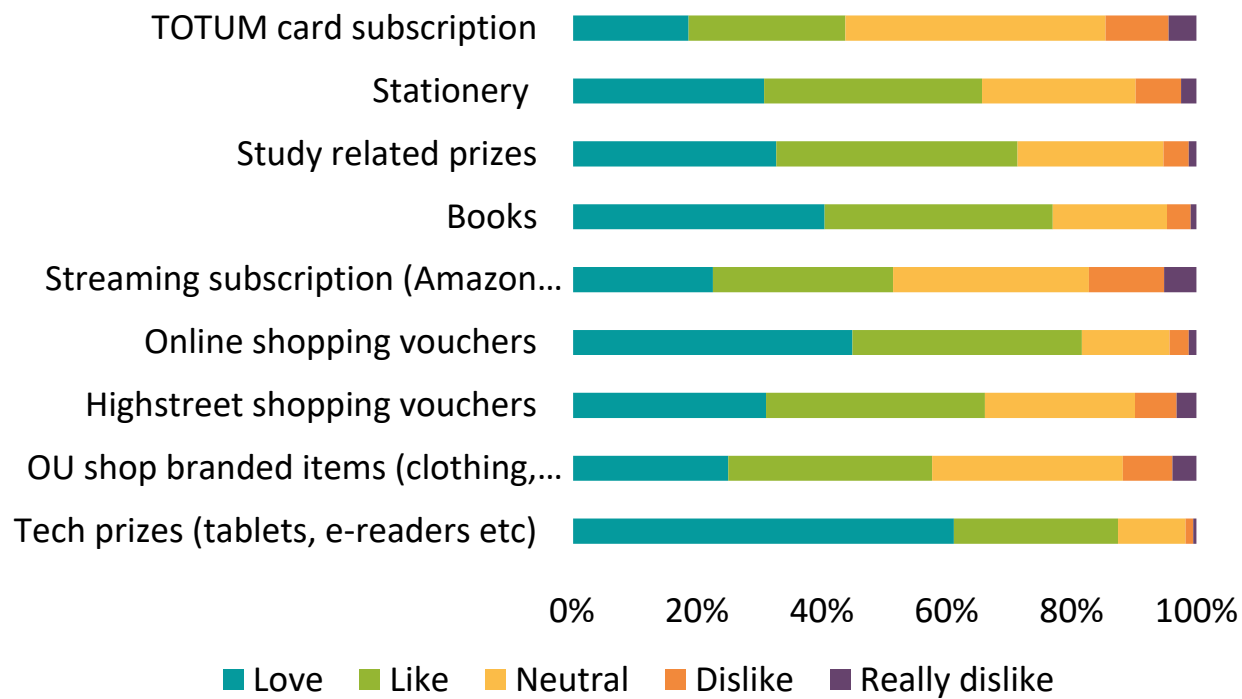 TOTUM card subscription
Stationery
Study related prizes
Books
Streaming subscription (Amazon...
Online shopping vouchers
Highstreet shopping vouchers
OU shop branded items (clothing,...
Tech prizes (tablets, e-readers etc)
0% 20% 40% 60% 80% 100%
Love Like Neutral Dislike Really dislike